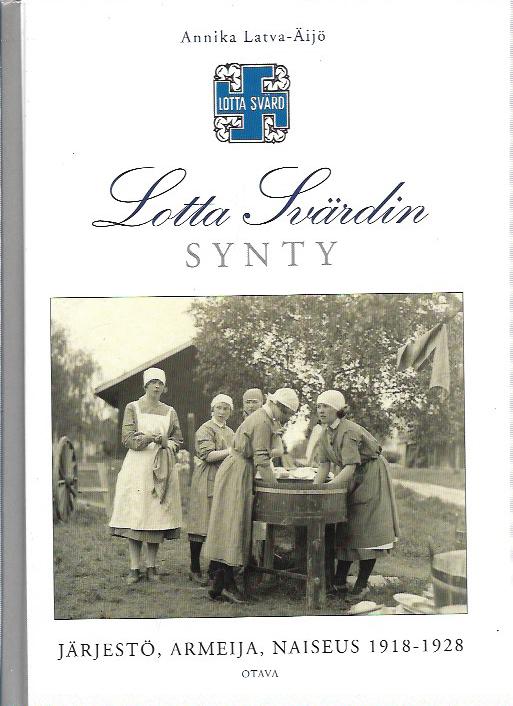 Annika Latva-Äijö
LOTTA SVÄRD
Lotta Svärdin
SYNTY
JÄRJESTÖ, ARMEIJA, NAISEUS 1918-1928
OTAVA